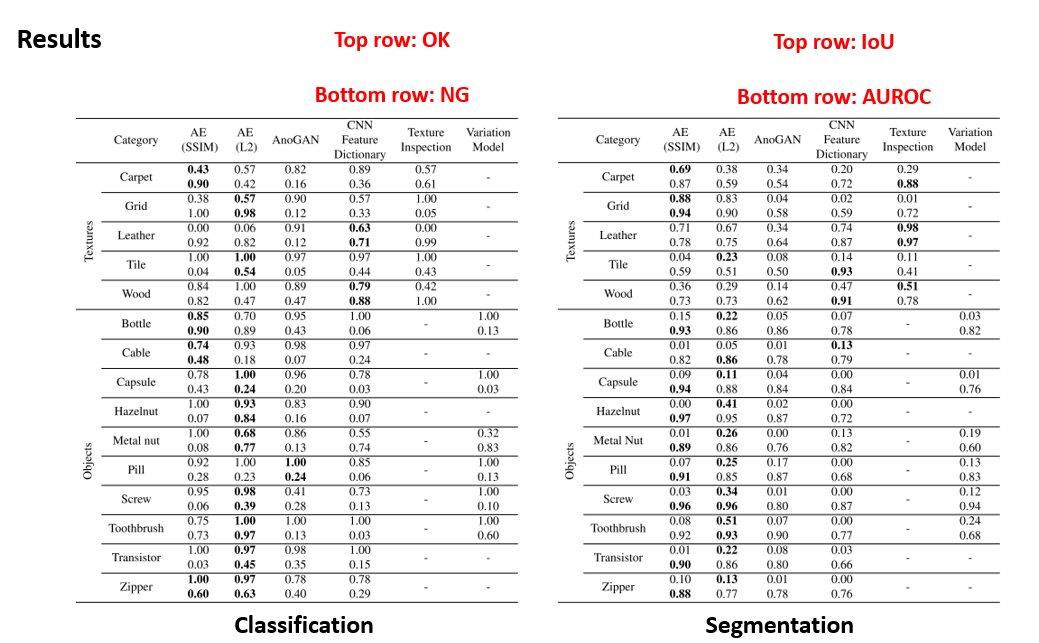 Results
Top row: OK
Bottom row: NG
Category AE (SSIM) AE (L2) AnoGAN CNN Feature Dictionary Texture Inspection Variation Model
Textures
Carpet 0.43 0.57 0.82 0.89 0.57 -
0.90 0.42 0.16 0.36 0.61
Grid 0.38 0.57 0.90 0.57 1.00 -
1.00 0.98 0.12 0.33 0.05
Leather 0.00 0.06 0.91 0.63 0.00 -
0.92 0.82 0.12 0.71 0.99
Tile 1.00 1.00 0.97 0.97 1.00 -
0.04 0.54 0.05 0.44 0.43
Wood 0.84 1.00 0.89 0.79 0.42 -
0.82 0.47 0.47 0.88 1.00
Objects
Bottle 0.85 0.70 0.95 1.00 - 1.00
0.90 0.89 0.43 0.06 0.13
Cable 0.74 0.93 0.98 0.97 - -
0.48 0.18 0.07 0.24
Capsule 0.78 1.00 0.96 0.78 - 1.00
0.43 0.24 0.20 0.03 0.03
Hazelnut 1.00 0.93 0.83 0.90 - -
0.07 0.84 0.16 0.07
Metal nut 1.00 0.68 0.86 0.55 - 0.32
0.08 0.77 0.13 0.74 0.83
Pill 0.92 1.00 1.00 0.85 - 1.00
0.28 0.23 0.24 0.06 0.13
Screw 0.95 0.98 0.41 0.73 - 1.00
0.06 0.39 0.28 0.13 0.10
Toothbrush 0.75 1.00 1.00 1.00 - 1.00
0.73 0.97 0.13 0.03 0.60
Transistor 1.00 0.97 0.98 1.00 - -
0.03 0.45 0.35 0.15
Zipper 1.00 0.97 0.78 0.78 - -
0.60 0.63 0.40 0.29
Classification
Top row: IoU
Bottom row: AUROC
Category AE (SSIM) AE (L2) AnoGAN CNN Feature Dictionary Texture Inspection Variation Model
Textures
Carpet 0.69 0.38 0.34 0.20 0.29 -
0.87 0.59 0.54 0.72 0.88
Grid 0.88 0.83 0.04 0.02 0.01 -
0.94 0.90 0.58 0.59 0.72
Leather 0.71 0.67 0.34 0.74 0.98 -
0.78 0.75 0.64 0.87 0.97
Tile 0.04 0.23 0.08 0.14 0.11 -
0.59 0.51 0.50 0.93 0.41
Wood 0.36 0.29 0.14 0.47 0.51 -
0.73 0.73 0.62 0.91 0.78
Objects
Bottle 0.15 0.22 0.05 0.07 - 0.03
0.93 0.86 0.86 0.78 0.82
Cable 0.01 0.05 0.01 0.13 - -
0.82 0.86 0.78 0.79
Capsule 0.09 0.11 0.04 0.00 - 0.01
0.94 0.88 0.84 0.84 0.76
Hazelnut 0.00 0.41 0.02 0.00 - -
0.97 0.95 0.87 0.72
Metal Nut 0.01 0.26 0.00 0.13 - 0.19
0.89 0.86 0.76 0.82 0.60
Pill 0.07 0.25 0.17 0.00 - 0.13
0.91 0.85 0.87 0.68 0.83
Screw 0.03 0.34 0.01 0.00 - 0.12
0.96 0.96 0.80 0.87 0.94
Toothbrush 0.08 0.51 0.07 0.00 - 0.24
0.92 0.93 0.90 0.77 0.68
Transistor 0.01 0.22 0.08 0.03 - -
0.90 0.86 0.80 0.66
Zipper 0.10 0.13 0.01 0.00 - -
0.88 0.77 0.78 0.76
Segmentation